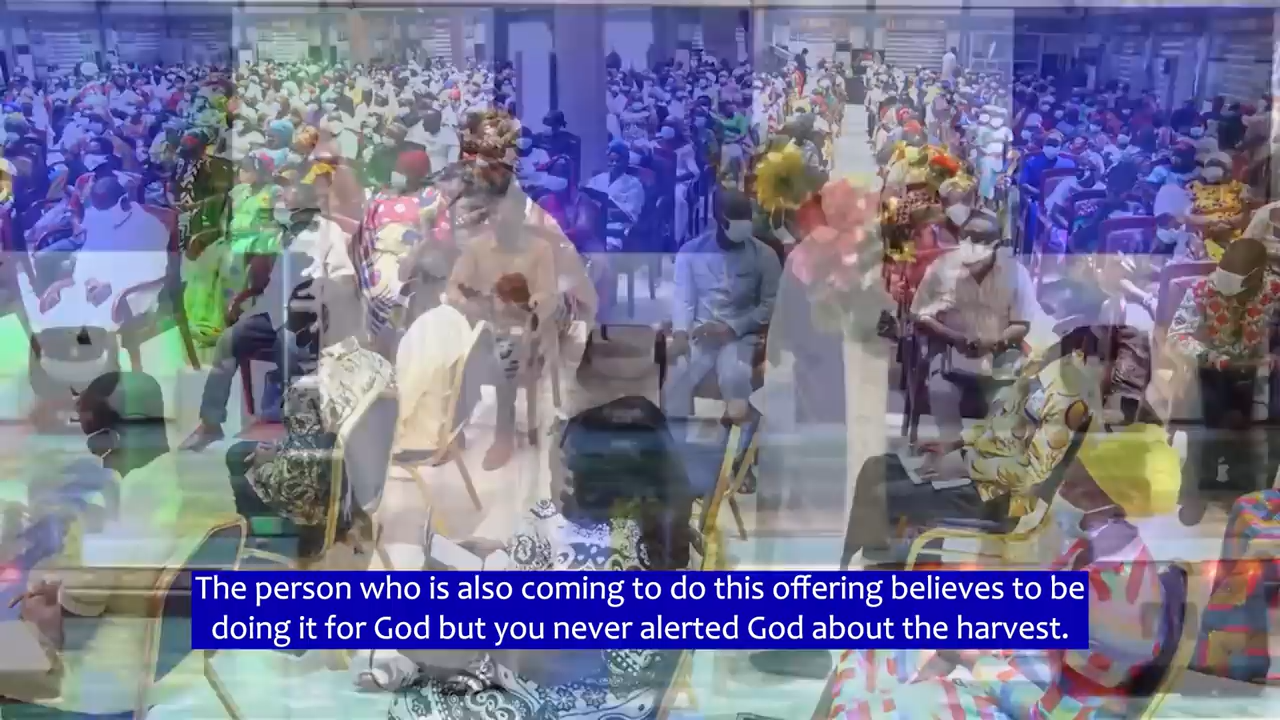 The person who is also coming to do this offering believes to be
doing it for God but you never alerted God about the harvest.